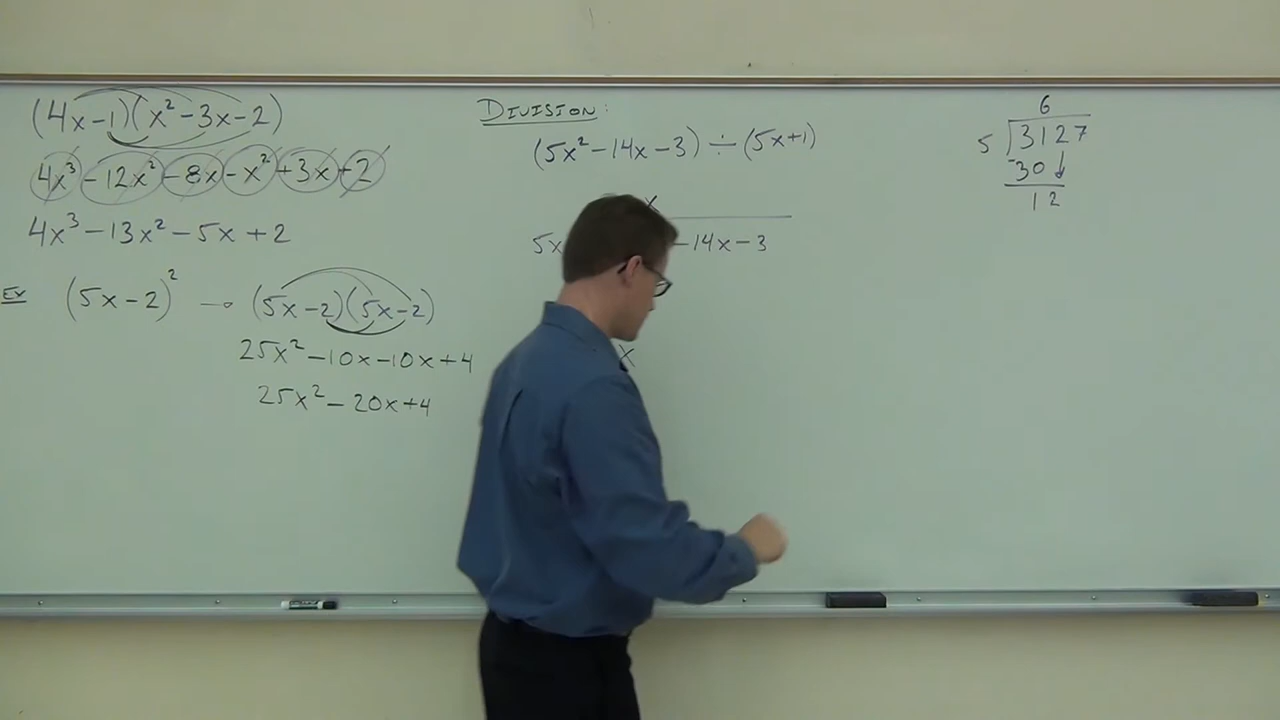 (4x-1)(x²-3x-2)
4x³-12x²-8x-x²+3x+2
4x³-13x²-5x+2
Ex (5x-2)² → (5x-2)(5x-2)
25x²-10x-10x+4
25x²-20x+4
DIVISION:
(5x²-14x-3)÷(5x+1)
x
5x -14x-3
x
6
5 3127
-30↓
12